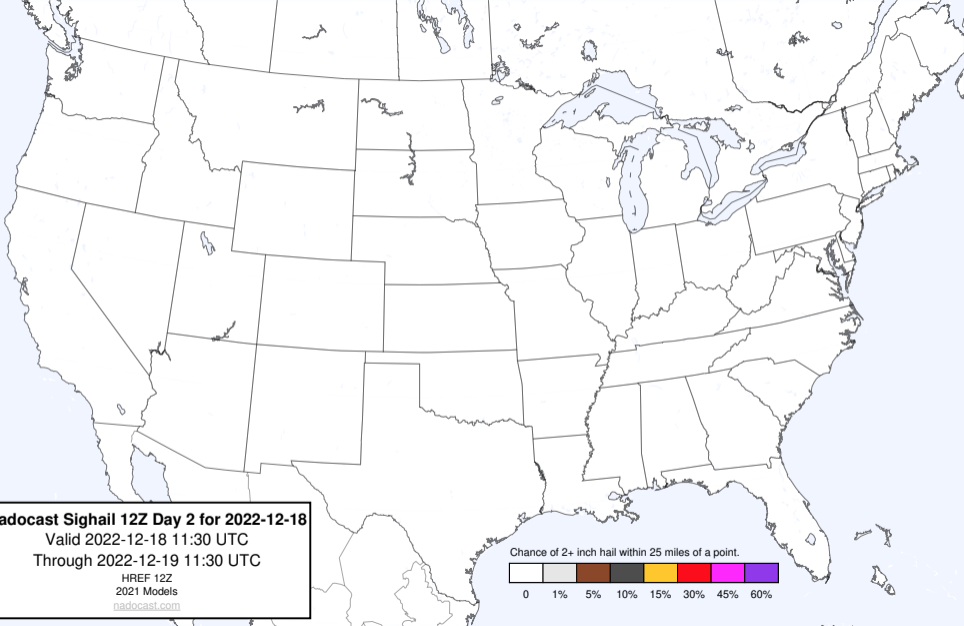 adocast Sighail 12Z Day 2 for 2022-12-18
Valid 2022-12-18 11:30 UTC
Through 2022-12-19 11:30 UTC
HREF 12Z
2021 Models
nadocast.com
Chance of 2+ inch hail within 25 miles of a point.
0 1% 5% 10% 15% 30% 45% 60%